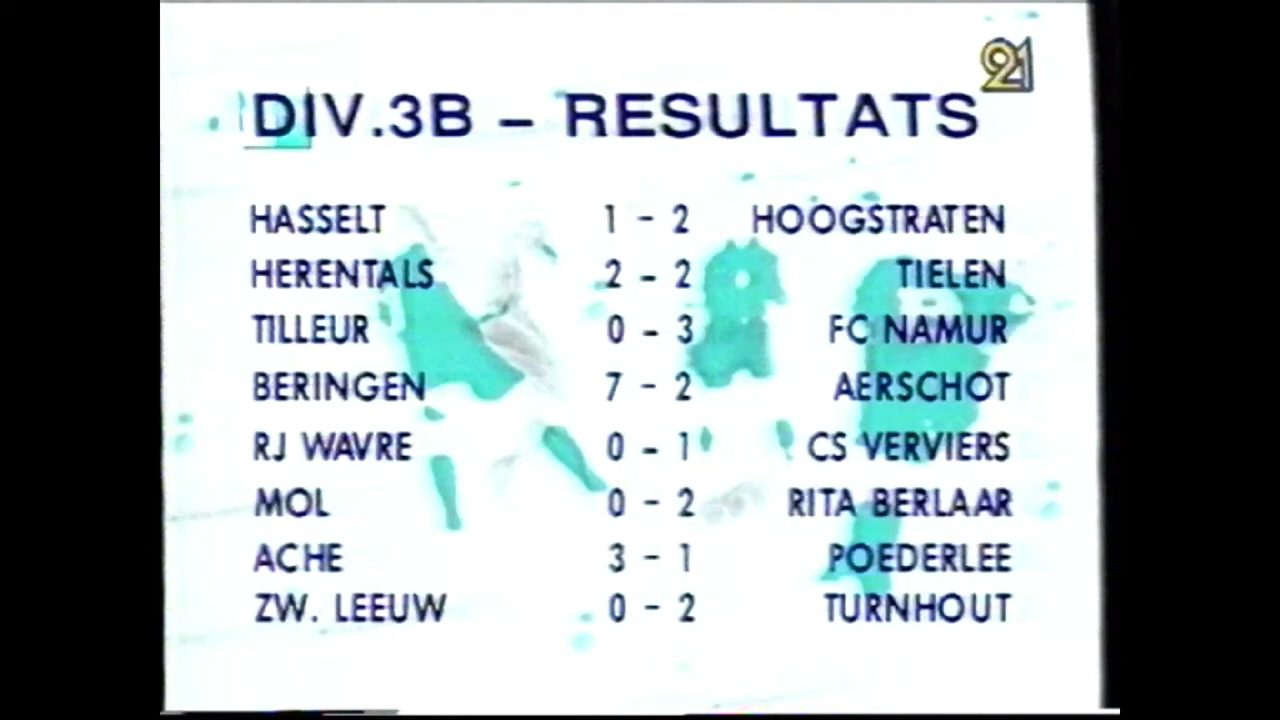 21
DIV.3B - RESULTATS
HASSELT 1 - 2 HOOGSTRATEN
HERENTALS 2 - 2 TIELEN
TILLEUR 0 - 3 FC NAMUR
BERINGEN 7 - 2 AERSCHOT
RJ WAVRE 0 - 1 CS VERVIERS
MOL 0 - 2 RITA BERLAAR
ACHE 3 - 1 POEDERLEE
ZW. LEEUW 0 - 2 TURNHOUT